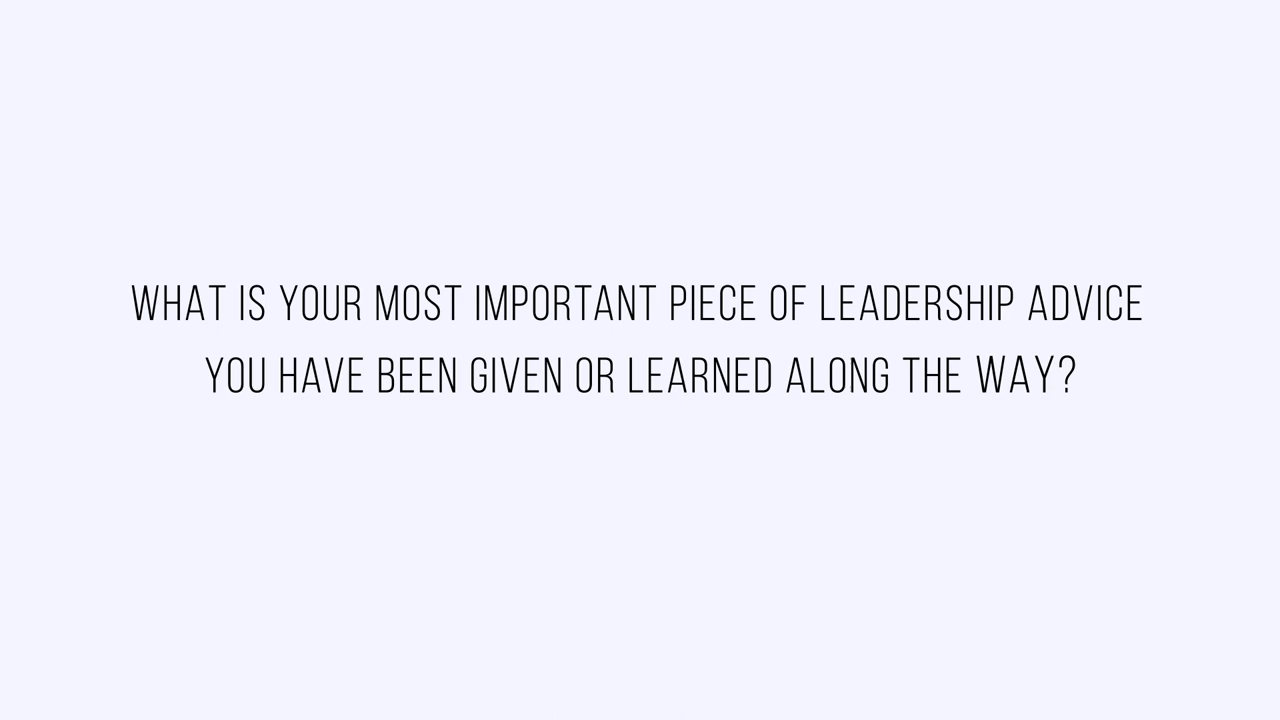 WHAT IS YOUR MOST IMPORTANT PIECE OF LEADERSHIP ADVICE
YOU HAVE BEEN GIVEN OR LEARNED ALONG THE WAY?